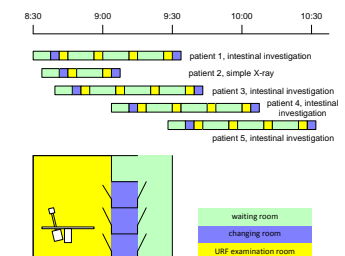 8:30 9:00 9:30 10:00 10:30
patient 1, intestinal investigation
patient 2, simple X-ray
patient 3, intestinal investigation
patient 4, intestinal
investigation
patient 5, intestinal investigation
waiting room
changing room
URF examination room